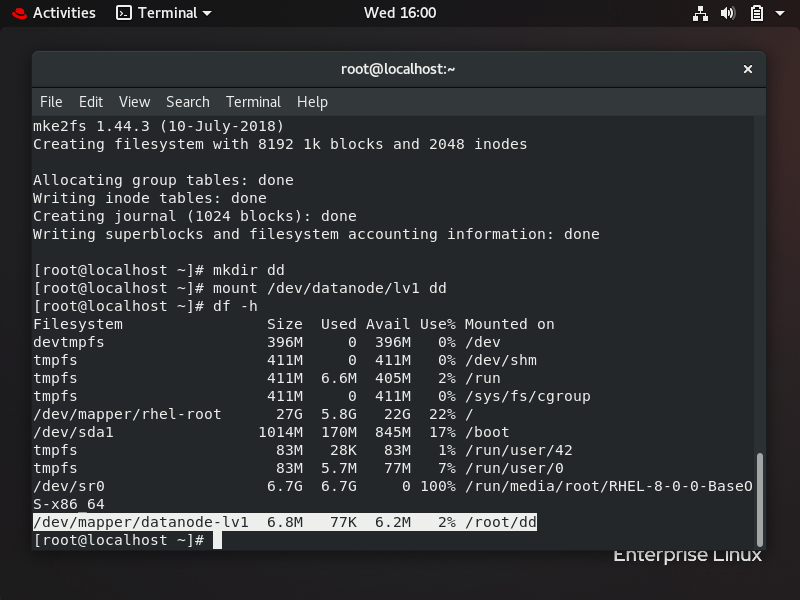 Activities Terminal Wed 16:00
root@localhost:~ ×
File Edit View Search Terminal Help
mke2fs 1.44.3 (10-July-2018)
Creating filesystem with 8192 1k blocks and 2048 inodes
Allocating group tables: done
Writing inode tables: done
Creating journal (1024 blocks): done
Writing superblocks and filesystem accounting information: done
[root@localhost ~]# mkdir dd
[root@localhost ~]# mount /dev/datanode/lv1 dd
[root@localhost ~]# df -h
Filesystem Size Used Avail Use% Mounted on
devtmpfs 396M 0 396M 0% /dev
tmpfs 411M 0 411M 0% /dev/shm
tmpfs 411M 6.6M 405M 2% /run
tmpfs 411M 0 411M 0% /sys/fs/cgroup
/dev/mapper/rhel-root 27G 5.8G 22G 22% /
/dev/sda1 1014M 170M 845M 17% /boot
tmpfs 83M 28K 83M 1% /run/user/42
tmpfs 83M 5.7M 77M 7% /run/user/0
/dev/sr0 6.7G 6.7G 0 100% /run/media/root/RHEL-8-0-0-BaseO
S-x86_64
/dev/mapper/datanode-lv1 6.8M 77K 6.2M 2% /root/dd
[root@localhost ~]#
Enterprise Linux